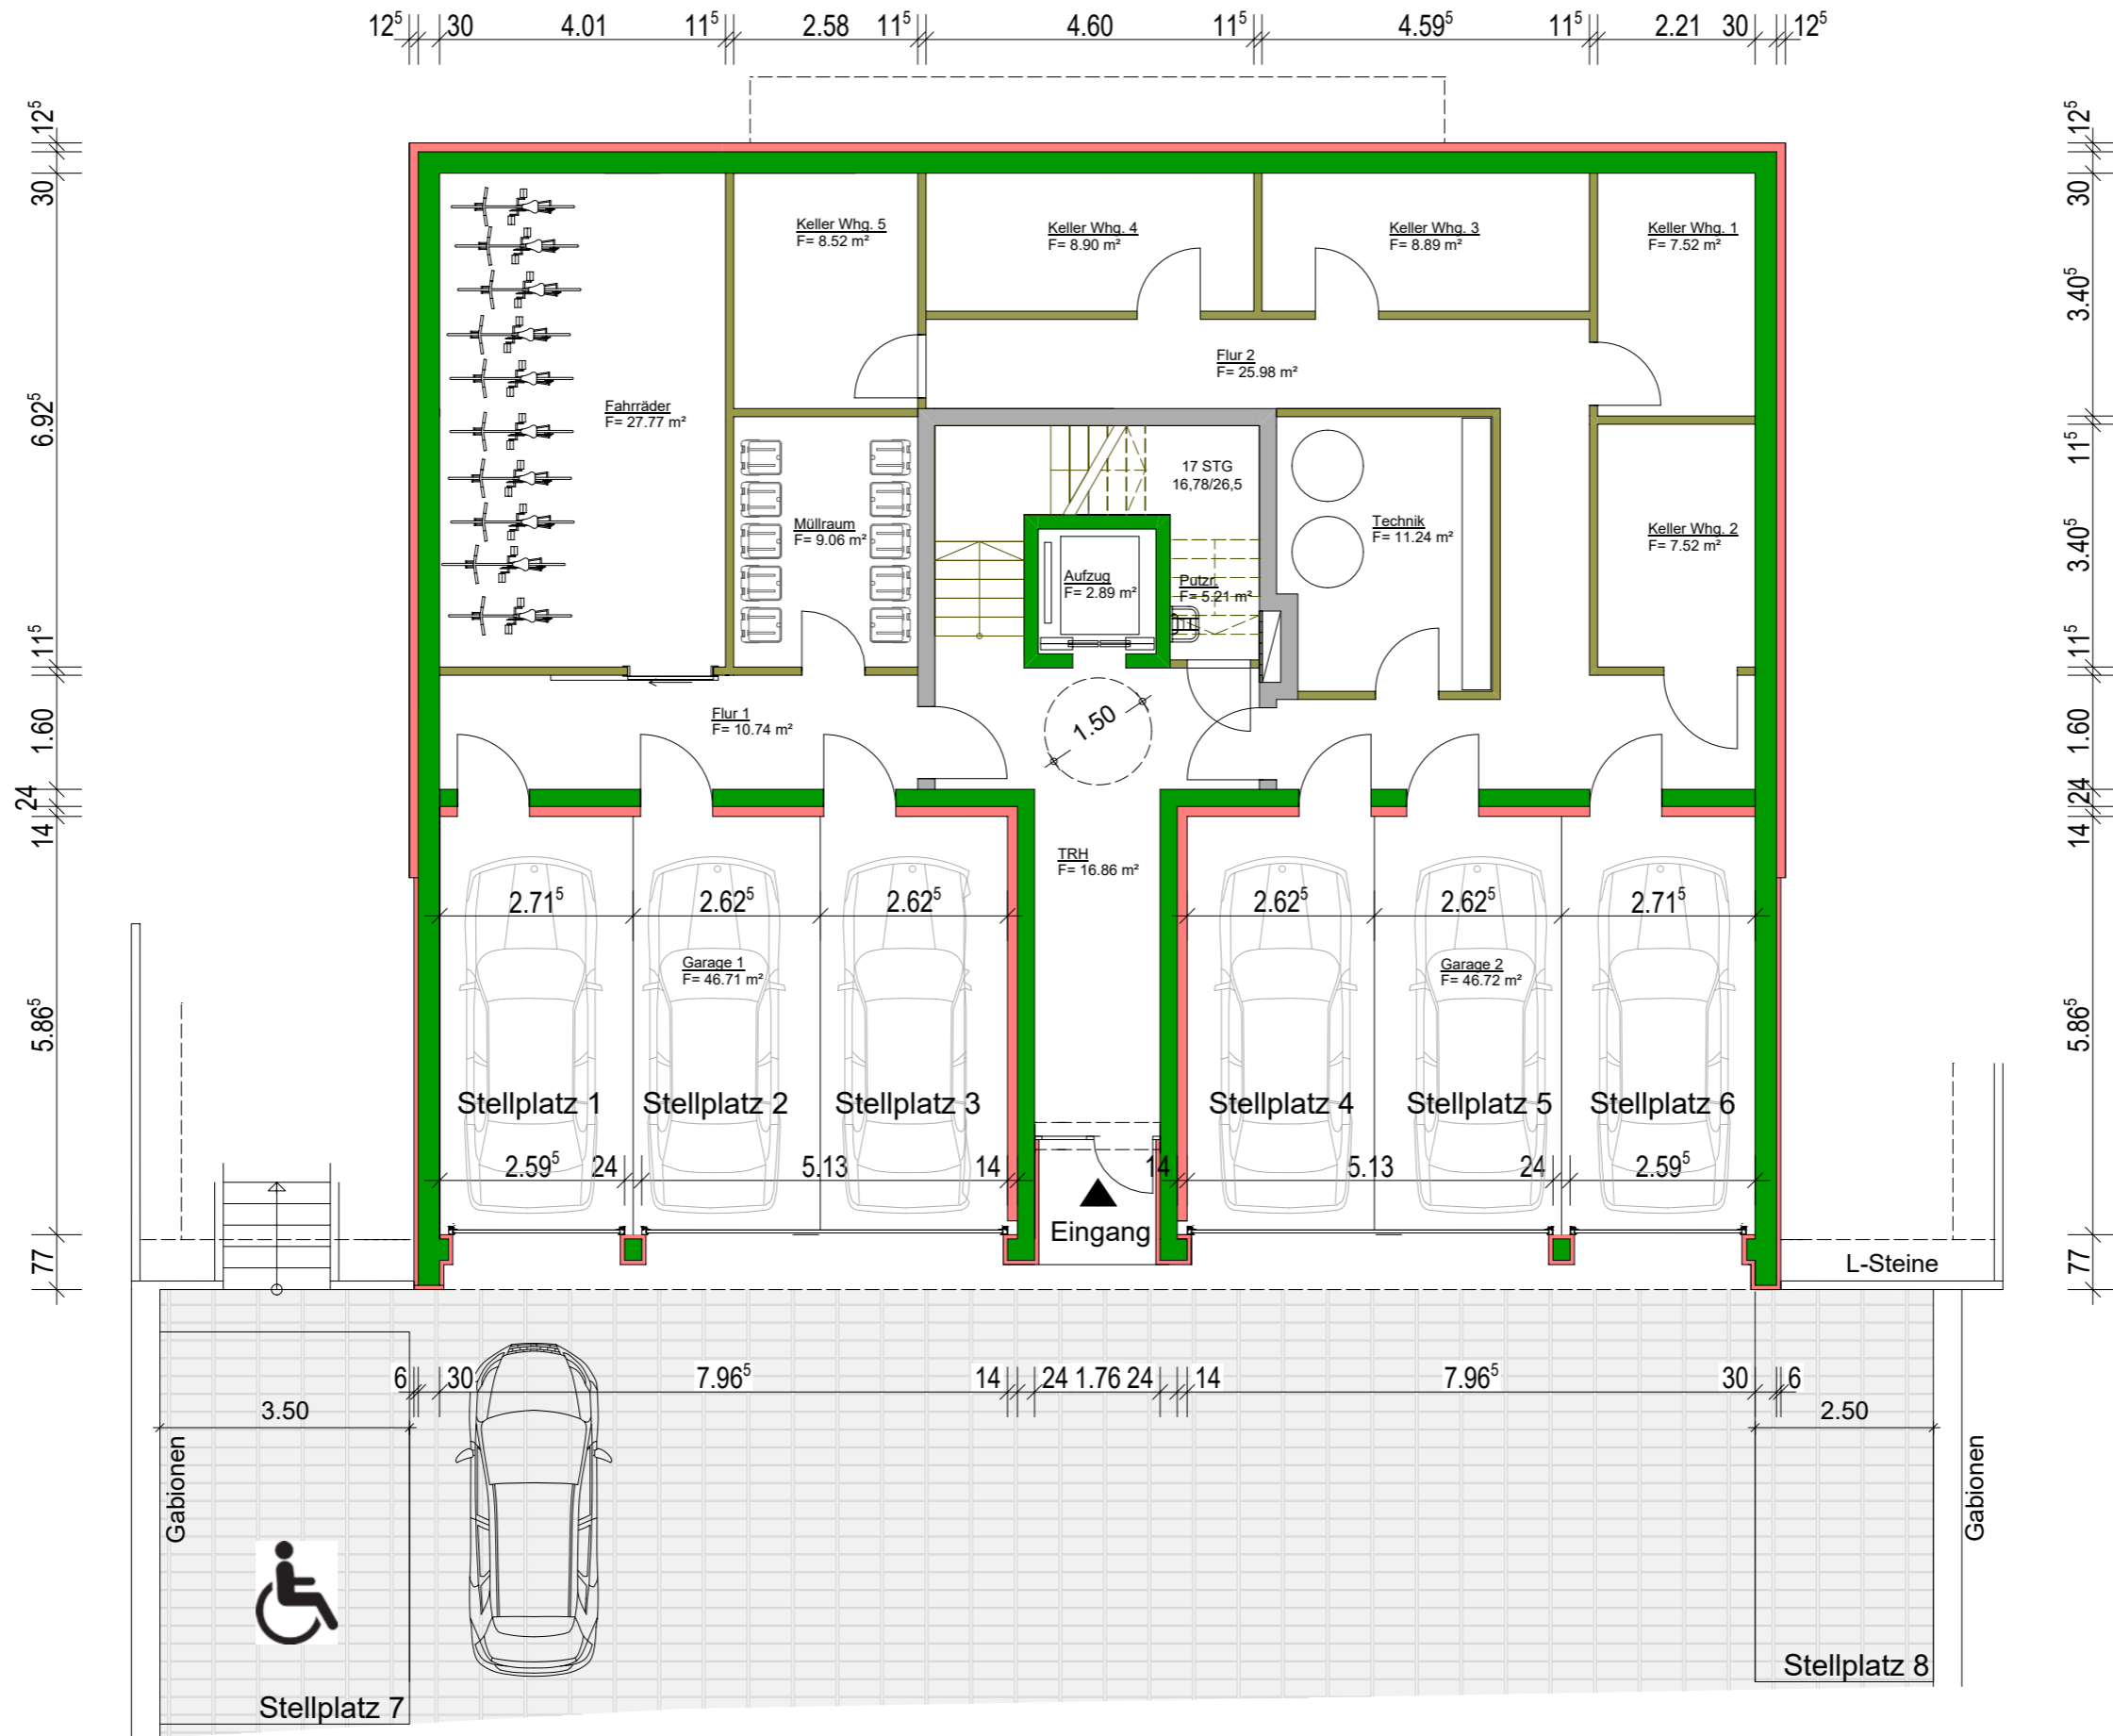 12⁵ 30 4.01 11⁵ 2.58 11⁵ 4.60 11⁵ 4.59⁵ 11⁵ 2.21 30 12⁵
12⁵
30
6.92⁵
11⁵
1.60
24
14
5.86⁵
77
12⁵
30
3.40⁵
11⁵
3.40⁵
11⁵
1.60
24
14
5.86⁵
77
Keller Whg. 5
F= 8.52 m²
Keller Whg. 4
F= 8.90 m²
Keller Whg. 3
F= 8.89 m²
Keller Whg. 1
F= 7.52 m²
Flur 2
F= 25.98 m²
Fahrräder
F= 27.77 m²
17 STG
16,78/26,5
Müllraum
F= 9.06 m²
Technik
F= 11.24 m²
Keller Whg. 2
F= 7.52 m²
Aufzug
F= 2.89 m²
Putzr.
F= 5.21 m²
Flur 1
F= 10.74 m²
1.50
TRH
F= 16.86 m²
2.71⁵ 2.62⁵ 2.62⁵ 2.62⁵ 2.62⁵ 2.71⁵
Garage 1
F= 46.71 m²
Garage 2
F= 46.72 m²
Stellplatz 1 Stellplatz 2 Stellplatz 3 Stellplatz 4 Stellplatz 5 Stellplatz 6
2.59⁵ 24 5.13 14 14 5.13 24 2.59⁵
Eingang
L-Steine
6 30 7.96⁵ 14 24 1.76 24 14 7.96⁵ 30 6
3.50 2.50
Gabionen
Gabionen
Stellplatz 8
Stellplatz 7